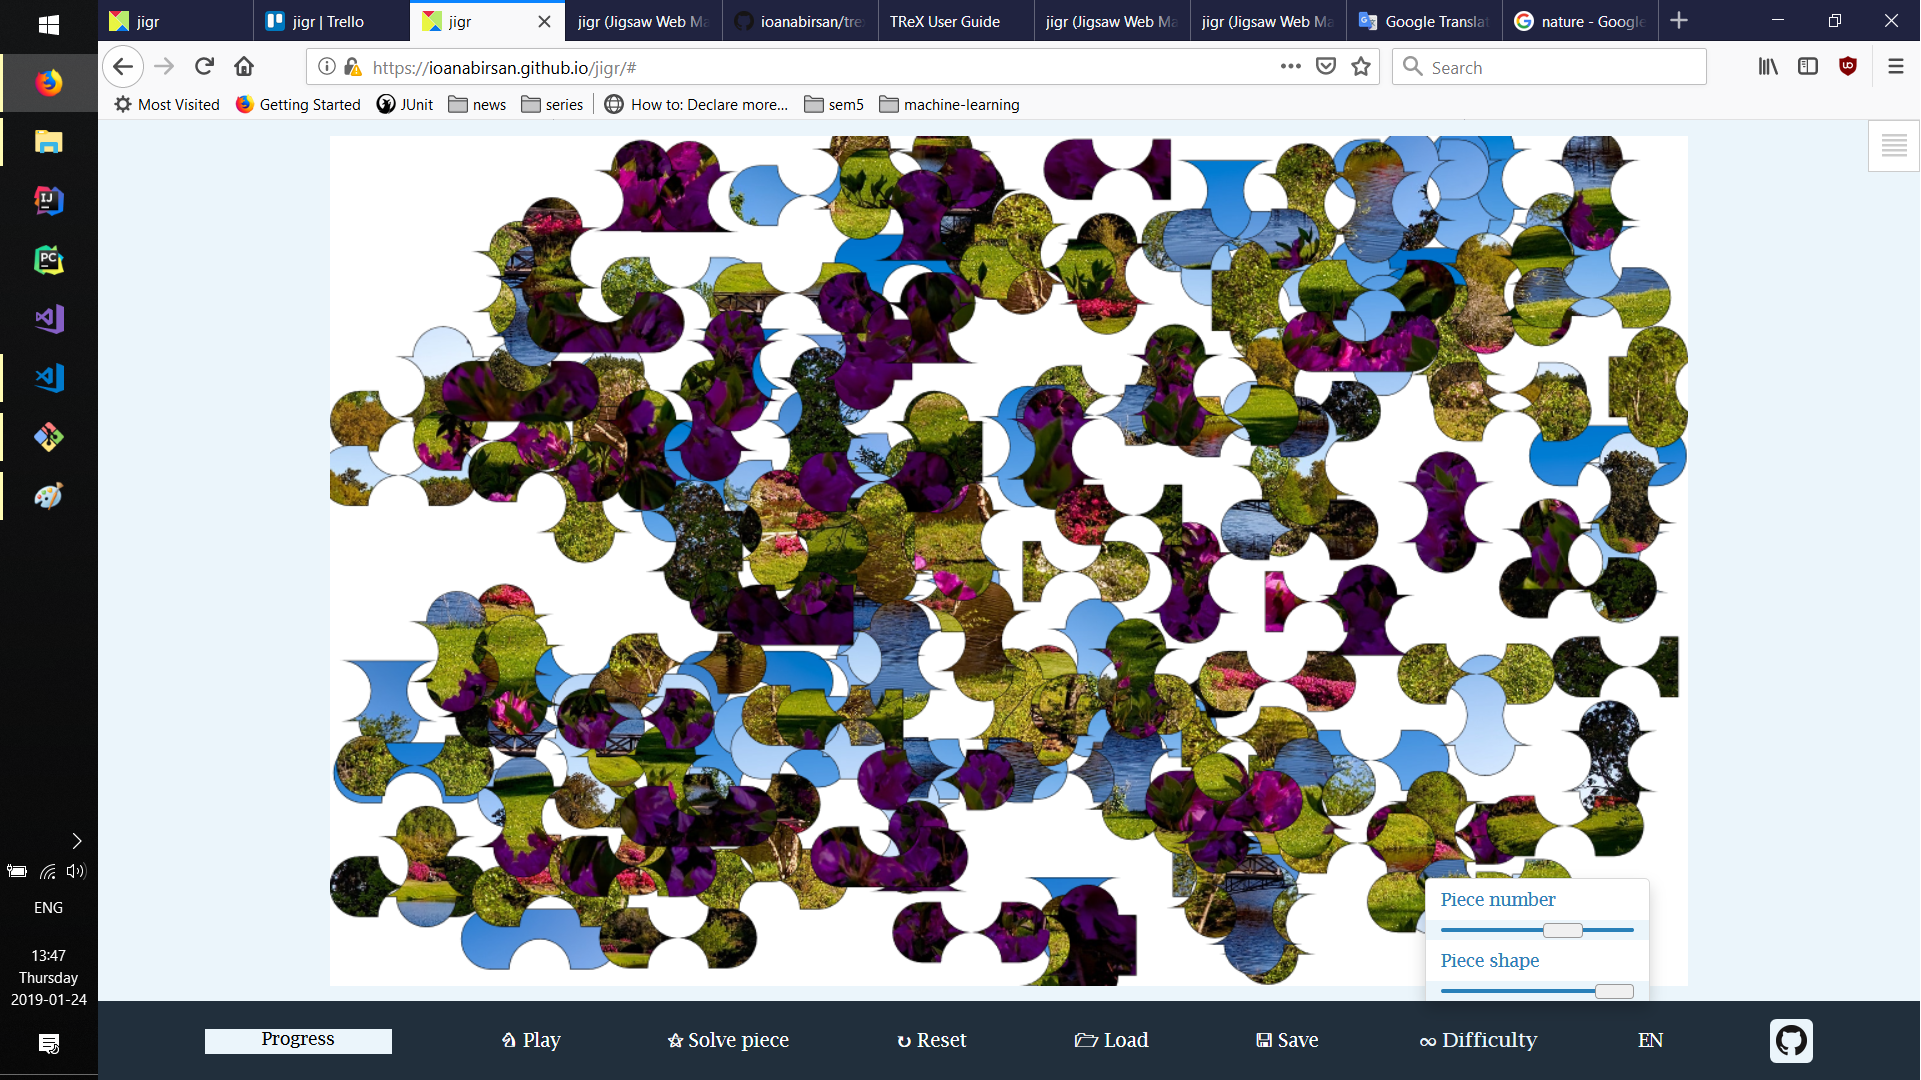 jigr
jigr | Trello
jigr
jigr (Jigsaw Web Ma
ioanabirsan/tre
TReX User Guide
jigr (Jigsaw Web Ma
jigr (Jigsaw Web Ma
Google Translat
nature - Google
https://ioanabirsan.github.io/jigr/#
Search
Most Visited
Getting Started
JUnit
news
series
How to: Declare more...
sem5
machine-learning
IJ
PC
ENG
13:47
Thursday
2019-01-24
Piece number
Piece shape
Progress
Play
Solve piece
Reset
Load
Save
Difficulty
EN